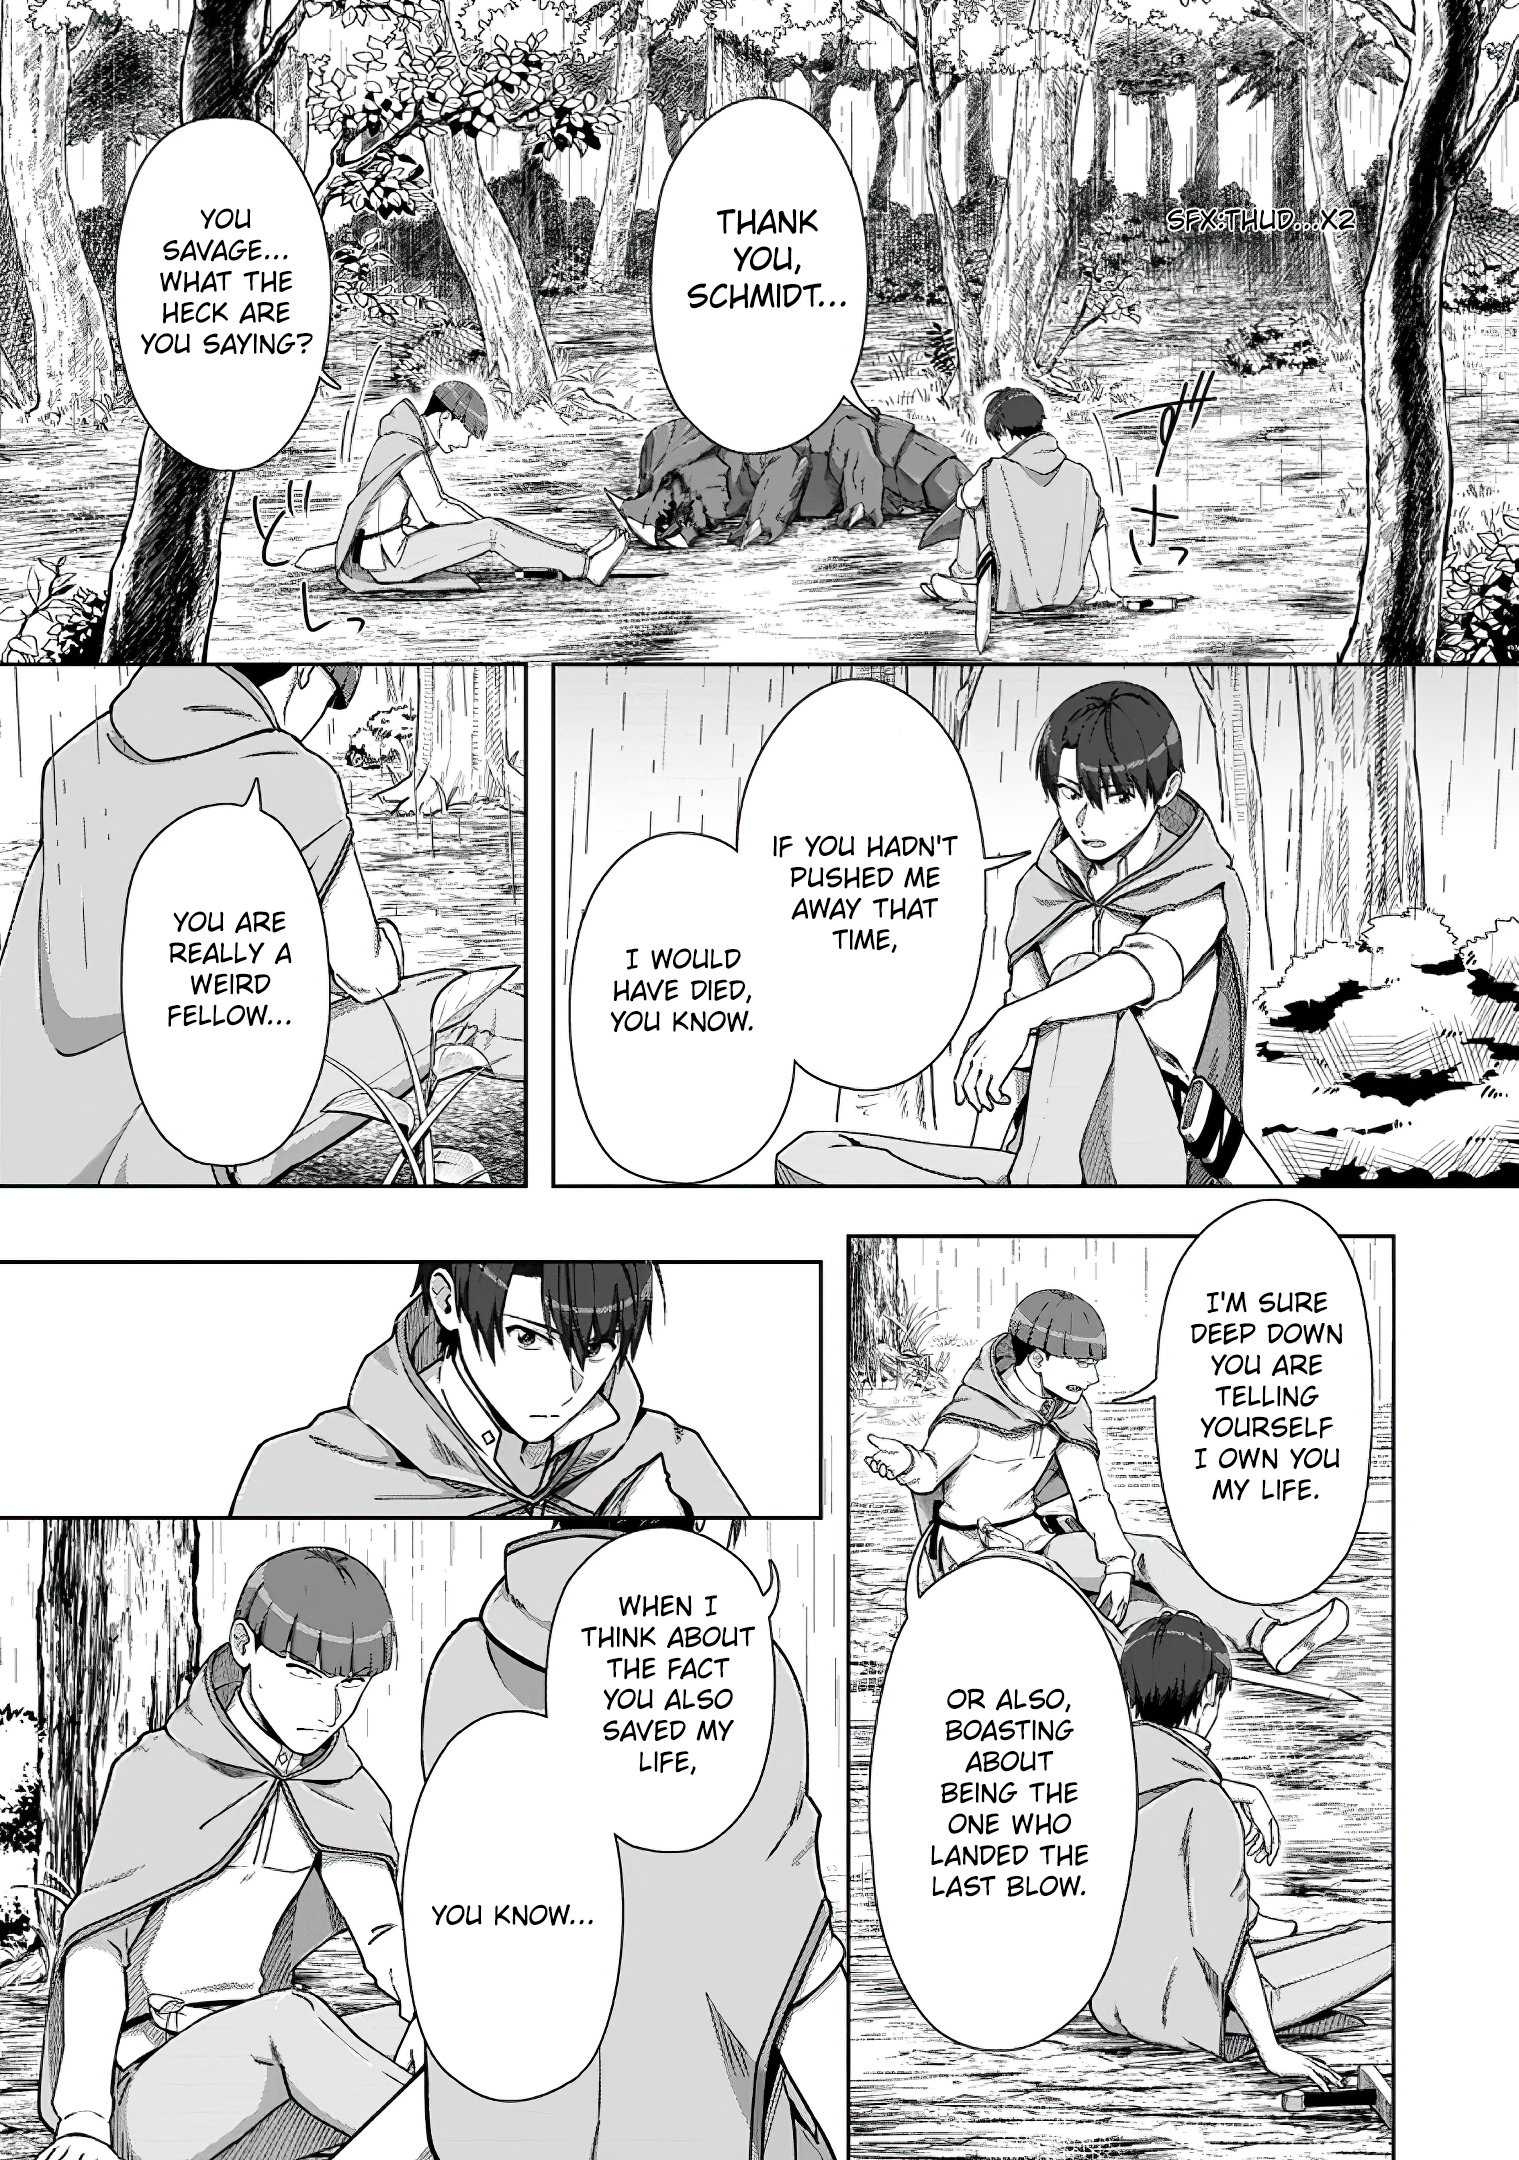 SFX:THUD...X2
THANK
YOU,
SCHMIDT...
YOU
SAVAGE...
WHAT THE
HECK ARE
YOU SAYING?
IF YOU HADN'T
PUSHED ME
AWAY THAT
TIME,
I WOULD
HAVE DIED,
YOU KNOW.
YOU ARE
REALLY A
WEIRD
FELLOW...
I'M SURE
DEEP DOWN
YOU ARE
TELLING
YOURSELF
I OWN YOU
MY LIFE.
OR ALSO,
BOASTING
ABOUT
BEING THE
ONE WHO
LANDED THE
LAST BLOW.
WHEN I
THINK ABOUT
THE FACT
YOU ALSO
SAVED MY
LIFE,
YOU KNOW...